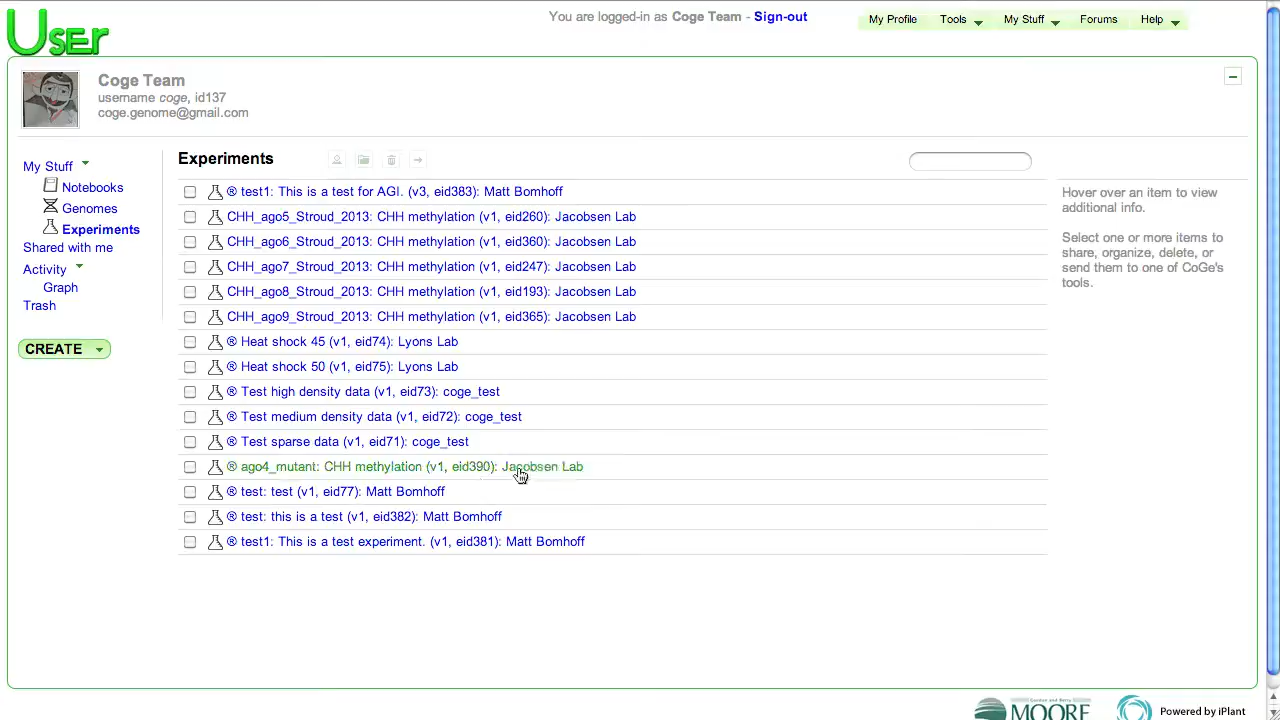 User
You are logged-in as Coge Team - Sign-out
My Profile Tools My Stuff Forums Help
Coge Team
username coge, id137
coge.genome@gmail.com
My Stuff
Notebooks
Genomes
Experiments
Shared with me
Activity
Graph
Trash
CREATE
Experiments
® test1: This is a test for AGI. (v3, eid383): Matt Bomhoff
CHH_ago5_Stroud_2013: CHH methylation (v1, eid260): Jacobsen Lab
CHH_ago6_Stroud_2013: CHH methylation (v1, eid360): Jacobsen Lab
CHH_ago7_Stroud_2013: CHH methylation (v1, eid247): Jacobsen Lab
CHH_ago8_Stroud_2013: CHH methylation (v1, eid193): Jacobsen Lab
CHH_ago9_Stroud_2013: CHH methylation (v1, eid365): Jacobsen Lab
® Heat shock 45 (v1, eid74): Lyons Lab
® Heat shock 50 (v1, eid75): Lyons Lab
® Test high density data (v1, eid73): coge_test
® Test medium density data (v1, eid72): coge_test
® Test sparse data (v1, eid71): coge_test
® ago4_mutant: CHH methylation (v1, eid390): Jacobsen Lab
® test: test (v1, eid77): Matt Bomhoff
® test: this is a test (v1, eid382): Matt Bomhoff
® test1: This is a test experiment. (v1, eid381): Matt Bomhoff
Hover over an item to view
additional info.
Select one or more items to
share, organize, delete, or
send them to one of CoGe's
tools.
MOORE
Powered by iPlant